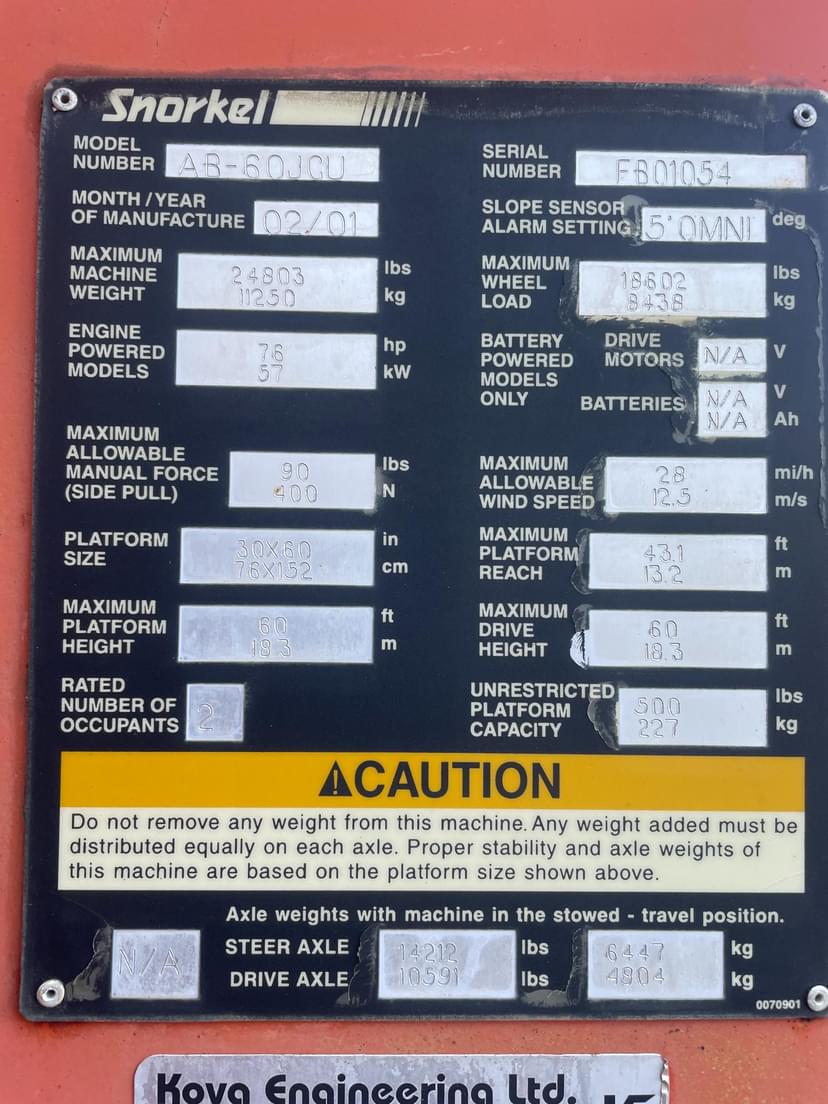 Snorkel
MODEL
NUMBER AB-60JCU
SERIAL
NUMBER FB01054
MONTH / YEAR
OF MANUFACTURE 02/01
SLOPE SENSOR
ALARM SETTING 5°OMNI deg
MAXIMUM
MACHINE
WEIGHT
24803 lbs
11250 kg
MAXIMUM
WHEEL
LOAD
18602 lbs
8438 kg
ENGINE
POWERED
MODELS
76 hp
57 kW
BATTERY
POWERED
MODELS
ONLY
DRIVE
MOTORS N/A V
BATTERIES
N/A V
N/A Ah
MAXIMUM
ALLOWABLE
MANUAL FORCE
(SIDE PULL)
90 lbs
400 N
MAXIMUM
ALLOWABLE
WIND SPEED
28 mi/h
12.5 m/s
PLATFORM
SIZE
30X60 in
76X152 cm
MAXIMUM
PLATFORM
REACH
43.1 ft
13.2 m
MAXIMUM
PLATFORM
HEIGHT
60 ft
18.3 m
MAXIMUM
DRIVE
HEIGHT
60 ft
18.3 m
RATED
NUMBER OF
OCCUPANTS 2
UNRESTRICTED
PLATFORM
CAPACITY
500 lbs
227 kg
⚠CAUTION
Do not remove any weight from this machine. Any weight added must be
distributed equally on each axle. Proper stability and axle weights of
this machine are based on the platform size shown above.
Axle weights with machine in the stowed - travel position.
N/A
STEER AXLE 14212 lbs 6447 kg
DRIVE AXLE 10591 lbs 4804 kg
0070901
Kova Engineering Ltd.